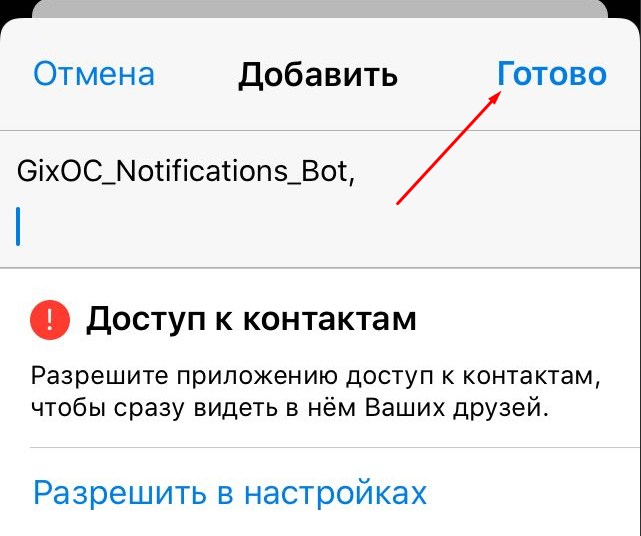 Отмена Добавить Готово
GixOC_Notifications_Bot,
! Доступ к контактам
Разрешите приложению доступ к контактам,
чтобы сразу видеть в нём Ваших друзей.
Разрешить в настройках